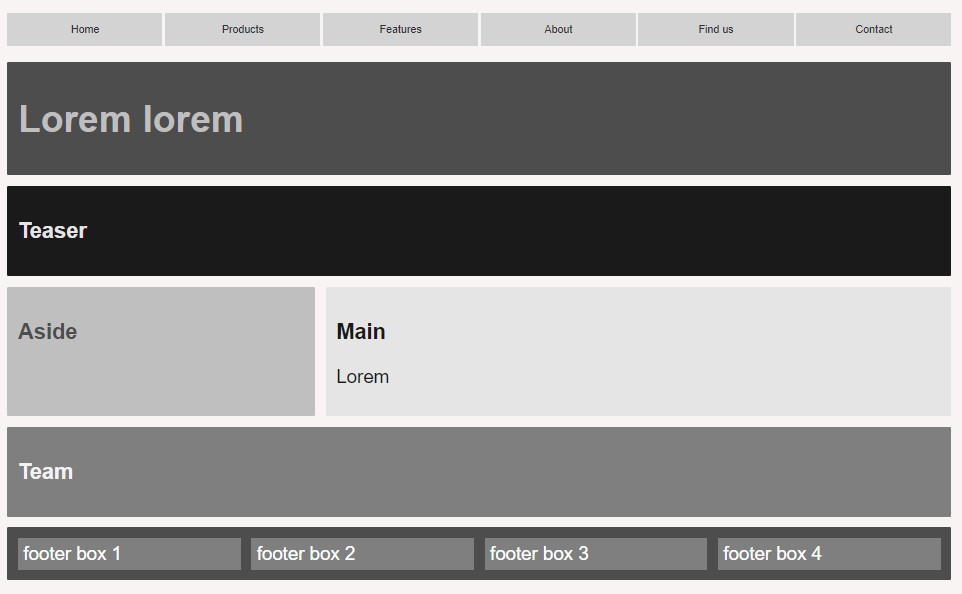 Home Products Features About Find us Contact
Lorem lorem
Teaser
Aside
Main
Lorem
Team
footer box 1 footer box 2 footer box 3 footer box 4